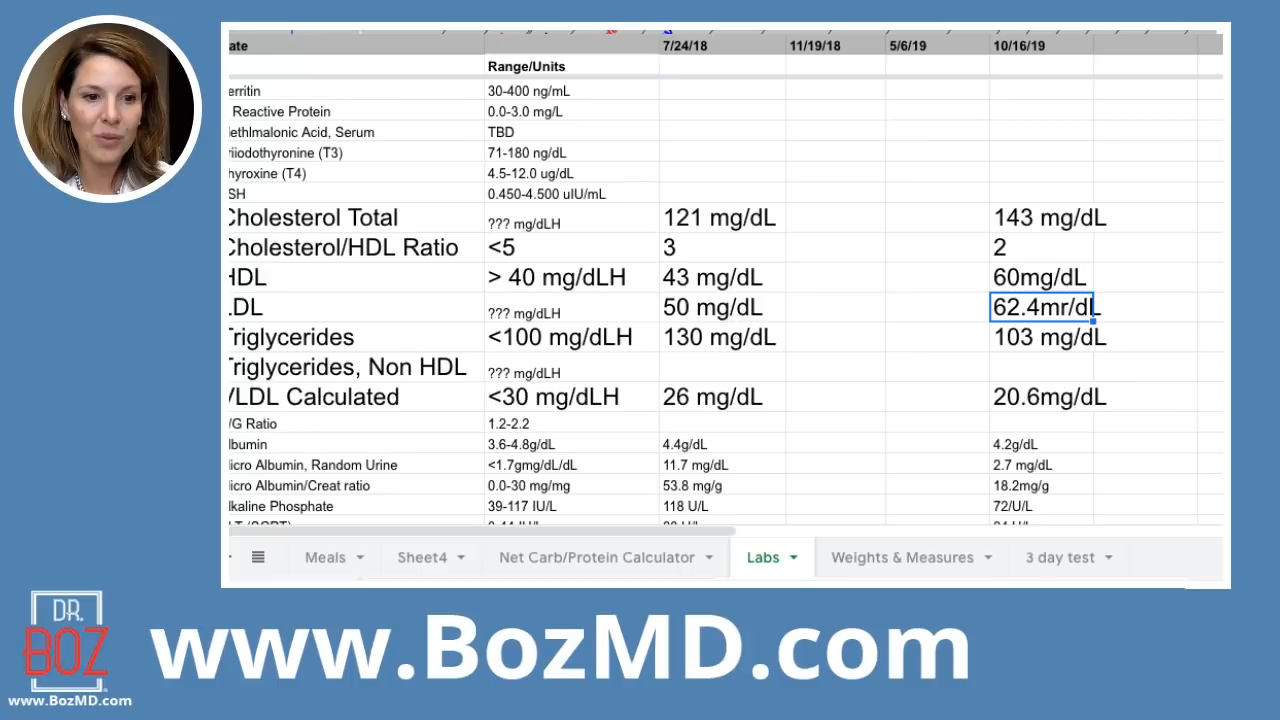 ate 7/24/18 11/19/18 5/6/19 10/16/19
Range/Units
erritin 30-400 ng/mL
Reactive Protein 0.0-3.0 mg/L
lethlmalonic Acid, Serum TBD
riiodothyronine (T3) 71-180 ng/dL
hyroxine (T4) 4.5-12.0 ug/dL
SH 0.450-4.500 uIU/mL
Cholesterol Total ??? mg/dLH 121 mg/dL 143 mg/dL
Cholesterol/HDL Ratio <5 3 2
HDL > 40 mg/dLH 43 mg/dL 60mg/dL
LDL ??? mg/dLH 50 mg/dL 62.4mr/dL
Triglycerides <100 mg/dLH 130 mg/dL 103 mg/dL
Triglycerides, Non HDL ??? mg/dLH
VLDL Calculated <30 mg/dLH 26 mg/dL 20.6mg/dL
/G Ratio 1.2-2.2
lbumin 3.6-4.8g/dL 4.4g/dL 4.2g/dL
licro Albumin, Random Urine <1.7gmg/dL/dL 11.7 mg/dL 2.7 mg/dL
licro Albumin/Creat ratio 0.0-30 mg/mg 53.8 mg/g 18.2mg/g
lkaline Phosphate 39-117 IU/L 118 U/L 72/U/L
Meals Sheet4 Net Carb/Protein Calculator Labs Weights & Measures 3 day test
DR.
BOZ
www.BozMD.com
www.BozMD.com